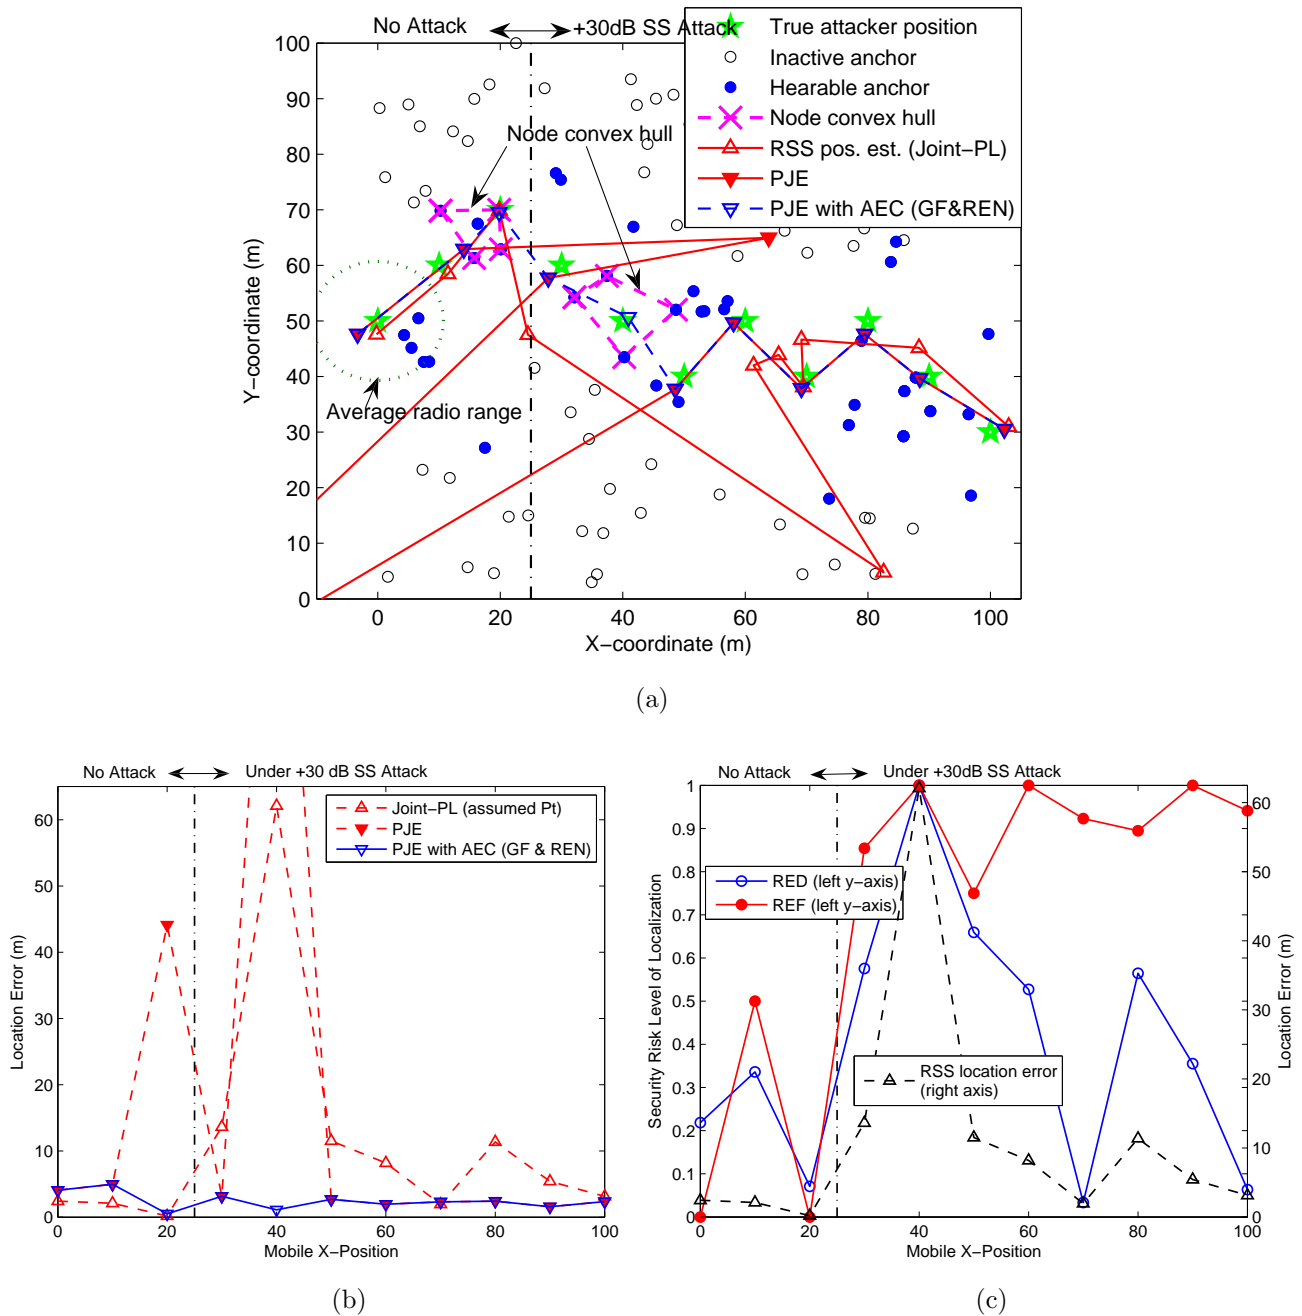 No Attack
+30dB SS Attack
True attacker position
Inactive anchor
Hearable anchor
Node convex hull
RSS pos. est. (Joint−PL)
PJE
PJE with AEC (GF&REN)
Node convex hull
Average radio range
100
90
80
70
60
50
40
30
20
10
0
Y−coordinate (m)
0 20 40 60 80 100
X−coordinate (m)
(a)
No Attack
Under +30 dB SS Attack
Joint−PL (assumed Pt)
PJE
PJE with AEC (GF & REN)
60
50
40
30
20
10
0
Location Error (m)
0 20 40 60 80 100
Mobile X−Position
(b)
No Attack
Under +30dB SS Attack
RED (left y−axis)
REF (left y−axis)
RSS location error
(right axis)
1
0.9
0.8
0.7
0.6
0.5
0.4
0.3
0.2
0.1
0
Security Risk Level of Localization
60
50
40
30
20
10
0
Location Error (m)
0 20 40 60 80 100
Mobile X−Position
(c)